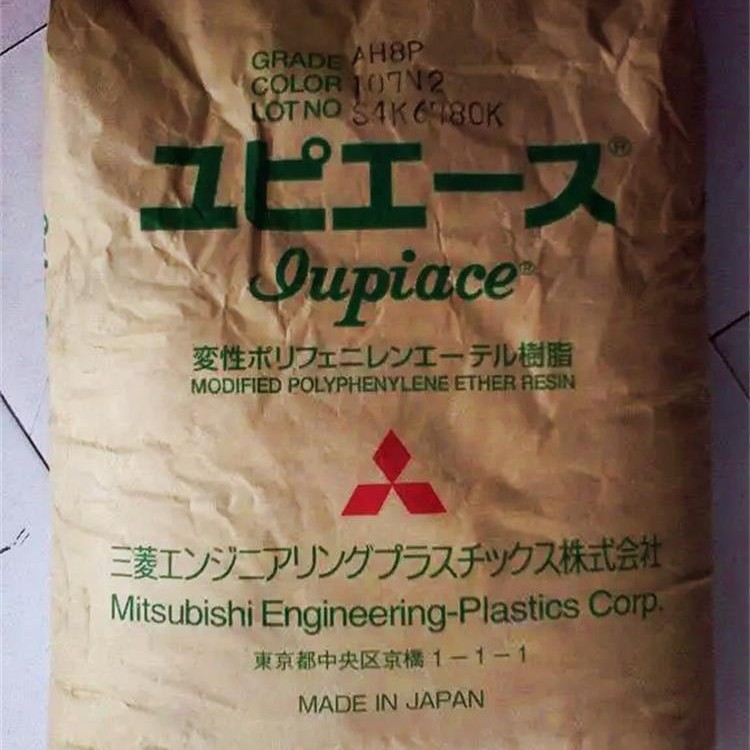 GRADE AH8P
COLOR 107V2
LOT NO S4K6780K
ユピエース®
Iupiace®
変性ポリフェニレンエーテル樹脂
MODIFIED POLYPHENYLENE ETHER RESIN
三菱エンジニアリングプラスチックス株式会社
Mitsubishi Engineering-Plastics Corp.
東京都中央区京橋1-1-1
MADE IN JAPAN